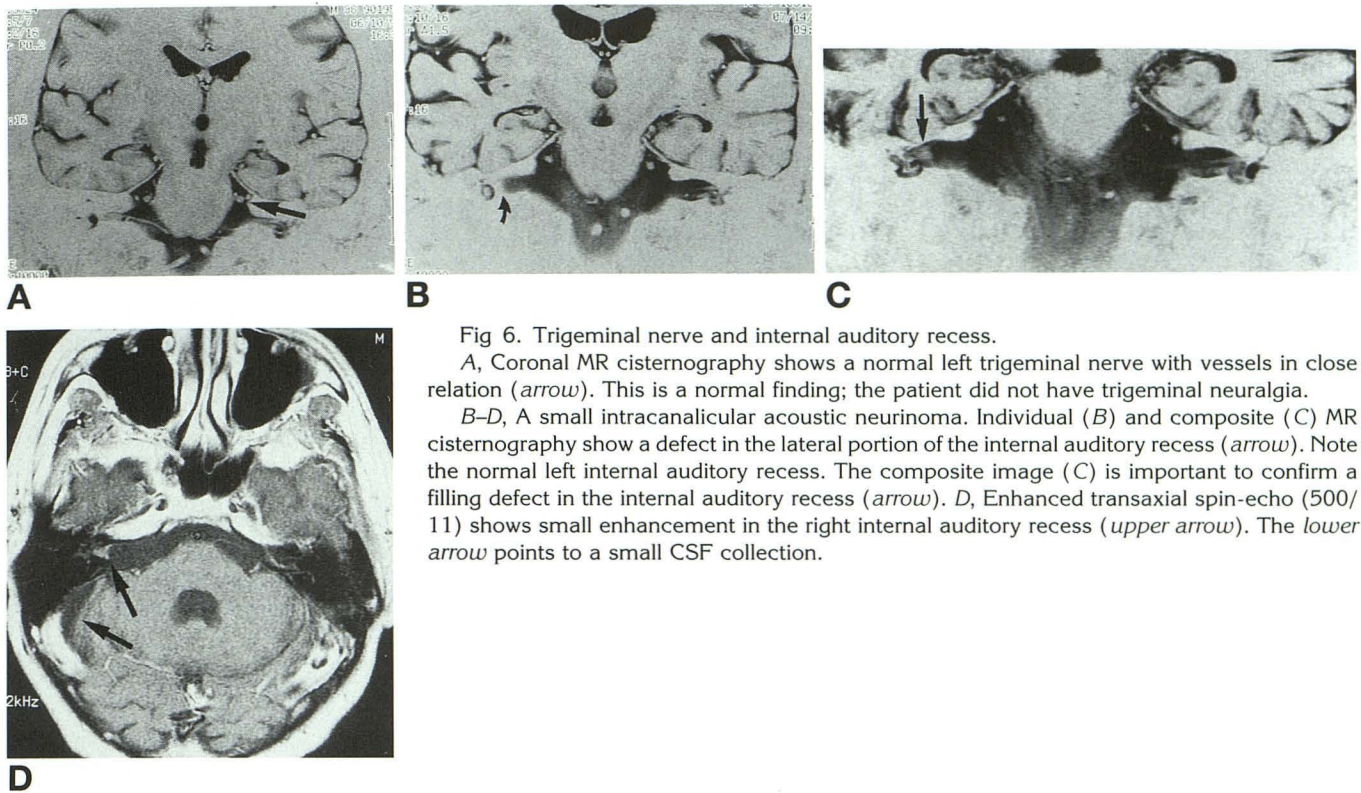 A
B
C
M
B+C
2kHz
D
Fig 6. Trigeminal nerve and internal auditory recess.
A, Coronal MR cisternography shows a normal left trigeminal nerve with vessels in close
relation (arrow). This is a normal finding; the patient did not have trigeminal neuralgia.
B–D, A small intracanalicular acoustic neurinoma. Individual (B) and composite (C) MR
cisternography show a defect in the lateral portion of the internal auditory recess (arrow). Note
the normal left internal auditory recess. The composite image (C) is important to confirm a
filling defect in the internal auditory recess (arrow). D, Enhanced transaxial spin-echo (500/
11) shows small enhancement in the right internal auditory recess (upper arrow). The lower
arrow points to a small CSF collection.